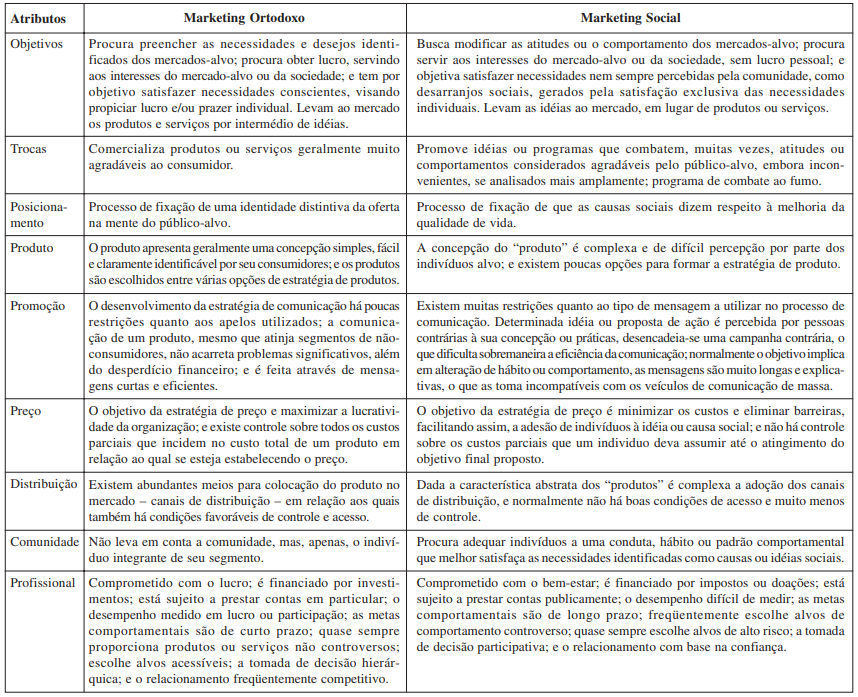 Atributos
Marketing Ortodoxo
Marketing Social
Objetivos
Procura preencher as necessidades e desejos identi-
ficados dos mercados-alvo; procura obter lucro, servindo
aos interesses do mercado-alvo ou da sociedade; e tem por
objetivo satisfazer necessidades conscientes, visando
propiciar lucro e/ou prazer individual. Levam ao mercado
os produtos e serviços por intermédio de idéias.
Busca modificar as atitudes ou o comportamento dos mercados-alvo; procura
servir aos interesses do mercado-alvo ou da sociedade, sem lucro pessoal; e
objetiva satisfazer necessidades nem sempre percebidas pela comunidade, como
desarranjos sociais, gerados pela satisfação exclusiva das necessidades
individuais. Levam as idéias ao mercado, em lugar de produtos ou serviços.
Trocas
Comercializa produtos ou serviços geralmente muito
agradáveis ao consumidor.
Promove idéias ou programas que combatem, muitas vezes, atitudes ou
comportamentos considerados agradáveis pelo público-alvo, embora incon-
venientes, se analisados mais amplamente; programa de combate ao fumo.
Posiciona-
mento
Processo de fixação de uma identidade distintiva da oferta
na mente do público-alvo.
Processo de fixação de que as causas sociais dizem respeito à melhoria da
qualidade de vida.
Produto
O produto apresenta geralmente uma concepção simples, fácil
e claramente identificável por seu consumidores; e os produtos
são escolhidos entre várias opções de estratégia de produtos.
A concepção do “produto” é complexa e de difícil percepção por parte dos
indivíduos alvo; e existem poucas opções para formar a estratégia de produto.
Promoção
O desenvolvimento da estratégia de comunicação há poucas
restrições quanto aos apelos utilizados; a comunica-
ção de um produto, mesmo que atinja segmentos de não-
consumidores, não acarreta problemas significativos, além
do desperdício financeiro; e é feita através de mensa-
gens curtas e eficientes.
Existem muitas restrições quanto ao tipo de mensagem a utilizar no processo de
comunicação. Determinada idéia ou proposta de ação é percebida por pessoas
contrárias à sua concepção ou práticas, desencadeia-se uma campanha contrária, o
que dificulta sobremaneira a eficiência da comunicação; normalmente o objetivo implica
em alteração de hábito ou comportamento, as mensagens são muito longas e explica-
tivas, o que as toma incompatíveis com os veículos de comunicação de massa.
Preço
O objetivo da estratégia de preço e maximizar a lucrativi-
dade da organização; e existe controle sobre todos os custos
parciais que incidem no custo total de um produto em
relação ao qual se esteja estabelecendo o preço.
O objetivo da estratégia de preço é minimizar os custos e eliminar barreiras,
facilitando assim, a adesão de indivíduos à idéia ou causa social; e não há controle
sobre os custos parciais que um individuo deva assumir até o atingimento do
objetivo final proposto.
Distribuição
Existem abundantes meios para colocação do produto no
mercado – canais de distribuição – em relação aos quais
também há condições favoráveis de controle e acesso.
Dada a característica abstrata dos “produtos” é complexa a adoção dos canais
de distribuição, e normalmente não há boas condições de acesso e muito menos
de controle.
Comunidade
Não leva em conta a comunidade, mas, apenas, o indiví-
duo integrante de seu segmento.
Procura adequar indivíduos a uma conduta, hábito ou padrão comportamental
que melhor satisfaça as necessidades identificadas como causas ou idéias sociais.
Profissional
Comprometido com o lucro; é financiado por investi-
mentos; está sujeito a prestar contas em particular; o
desempenho medido em lucro ou participação; as metas
comportamentais são de curto prazo; quase sempre
proporciona produtos ou serviços não controversos;
escolhe alvos acessíveis; a tomada de decisão hierár-
quica; e o relacionamento freqüentemente competitivo.
Comprometido com o bem-estar; é financiado por impostos ou doações; está
sujeito a prestar contas publicamente; o desempenho difícil de medir; as metas
comportamentais são de longo prazo; freqüentemente escolhe alvos de
comportamento controverso; quase sempre escolhe alvos de alto risco; a tomada
de decisão participativa; e o relacionamento com base na confiança.